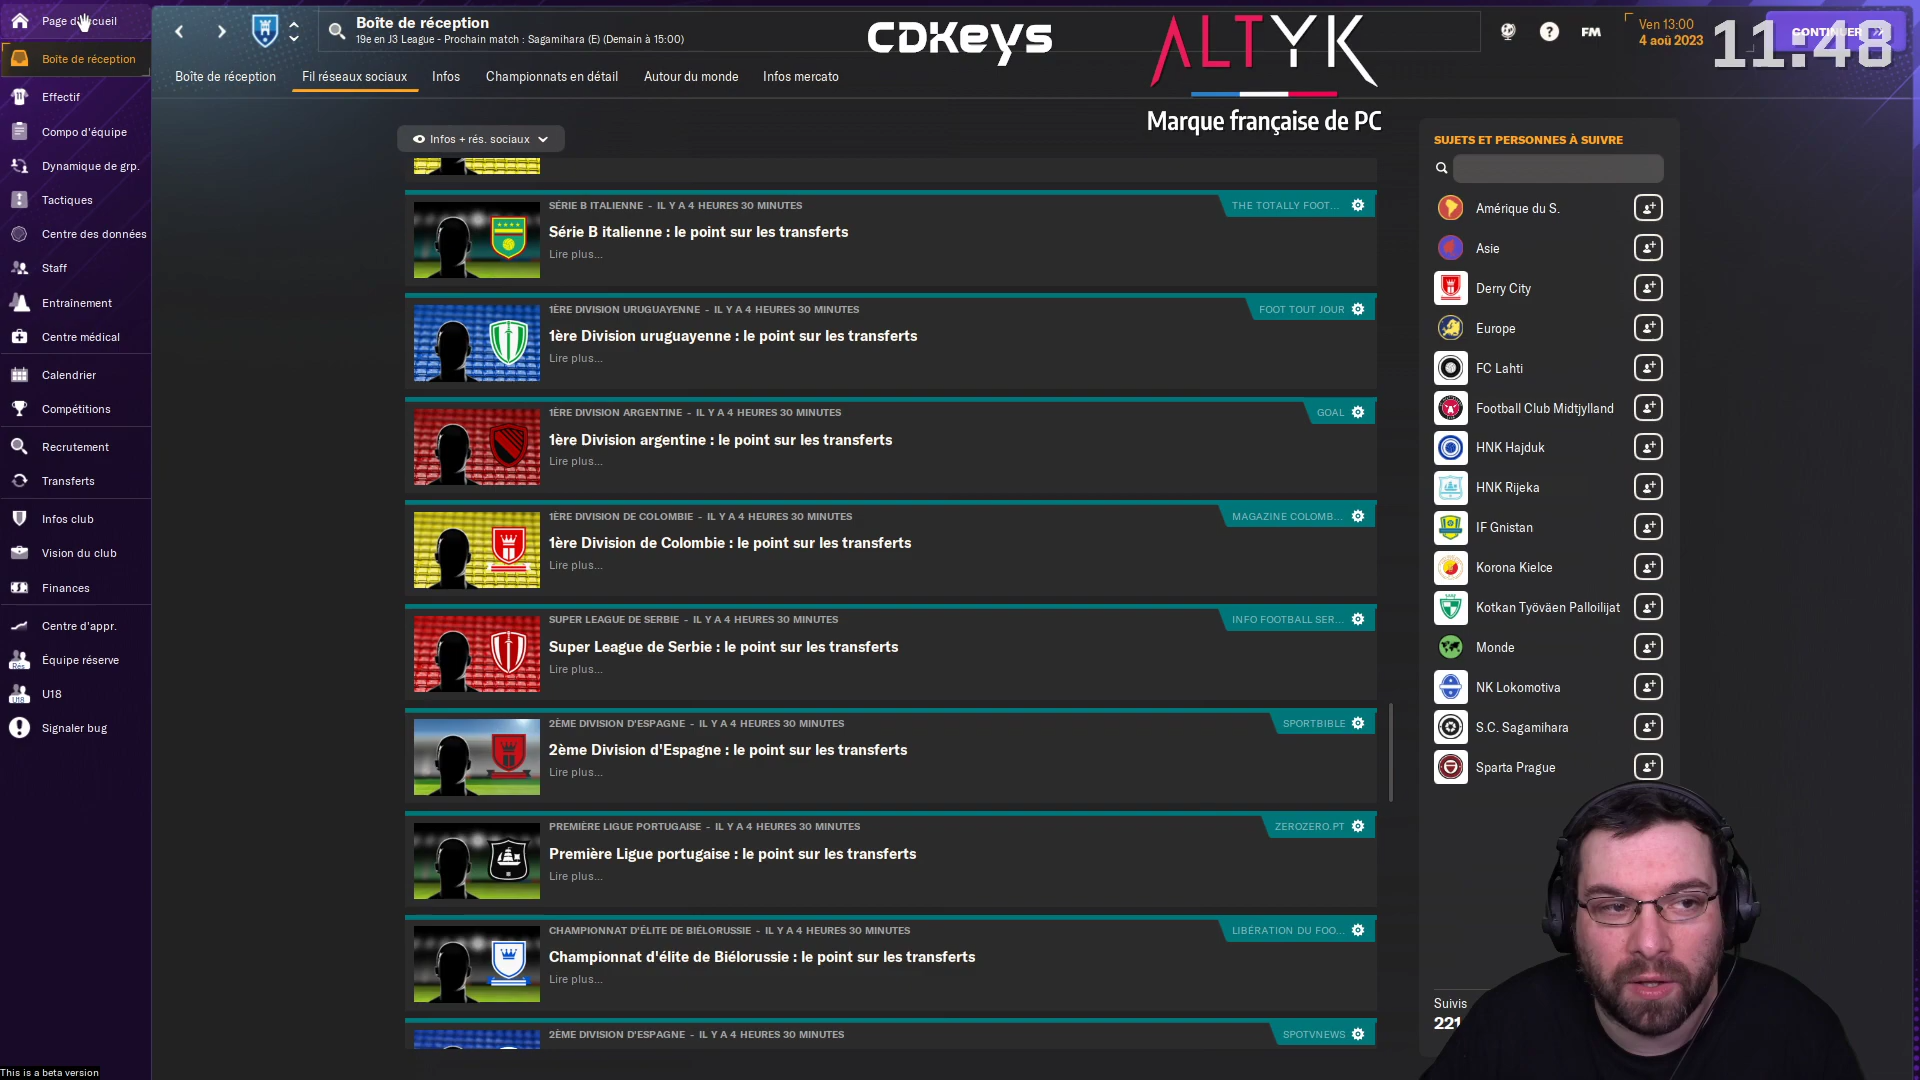 Page d'accueil
Boîte de réception
Effectif
Compo d'équipe
Dynamique de grp.
Tactiques
Centre des données
Staff
Entraînement
Centre médical
Calendrier
Compétitions
Recrutement
Transferts
Infos club
Vision du club
Finances
Centre d'appr.
Équipe réserve
U18
Signaler bug
This is a beta version
Boîte de réception
19e en J3 League - Prochain match : Sagamihara (E) (Demain à 15:00)
CDKeys
ALTYK
Marque française de PC
FM
Ven 13:00
4 aoû 2023
CONTINUER
11:48
Boîte de réception
Fil réseaux sociaux
Infos
Championnats en détail
Autour du monde
Infos mercato
Infos + rés. sociaux
SÉRIE B ITALIENNE - IL Y A 4 HEURES 30 MINUTES
THE TOTALLY FOOT...
Série B italienne : le point sur les transferts
Lire plus...
1ÈRE DIVISION URUGUAYENNE - IL Y A 4 HEURES 30 MINUTES
FOOT TOUT JOUR
1ère Division uruguayenne : le point sur les transferts
Lire plus...
1ÈRE DIVISION ARGENTINE - IL Y A 4 HEURES 30 MINUTES
GOAL
1ère Division argentine : le point sur les transferts
Lire plus...
1ÈRE DIVISION DE COLOMBIE - IL Y A 4 HEURES 30 MINUTES
MAGAZINE COLOMB...
1ère Division de Colombie : le point sur les transferts
Lire plus...
SUPER LEAGUE DE SERBIE - IL Y A 4 HEURES 30 MINUTES
INFO FOOTBALL SER...
Super League de Serbie : le point sur les transferts
Lire plus...
2ÈME DIVISION D'ESPAGNE - IL Y A 4 HEURES 30 MINUTES
SPORTBIBLE
2ème Division d'Espagne : le point sur les transferts
Lire plus...
PREMIÈRE LIGUE PORTUGAISE - IL Y A 4 HEURES 30 MINUTES
ZEROZERO.PT
Première Ligue portugaise : le point sur les transferts
Lire plus...
CHAMPIONNAT D'ÉLITE DE BIÉLORUSSIE - IL Y A 4 HEURES 30 MINUTES
LIBÉRATION DU FOO...
Championnat d'élite de Biélorussie : le point sur les transferts
Lire plus...
2ÈME DIVISION D'ESPAGNE - IL Y A 4 HEURES 30 MINUTES
SPOTVNEWS
SUJETS ET PERSONNES À SUIVRE
Amérique du S.
Asie
Derry City
Europe
FC Lahti
Football Club Midtjylland
HNK Hajduk
HNK Rijeka
IF Gnistan
Korona Kielce
Kotkan Työväen Palloilijat
Monde
NK Lokomotiva
S.C. Sagamihara
Sparta Prague
Suivis
221